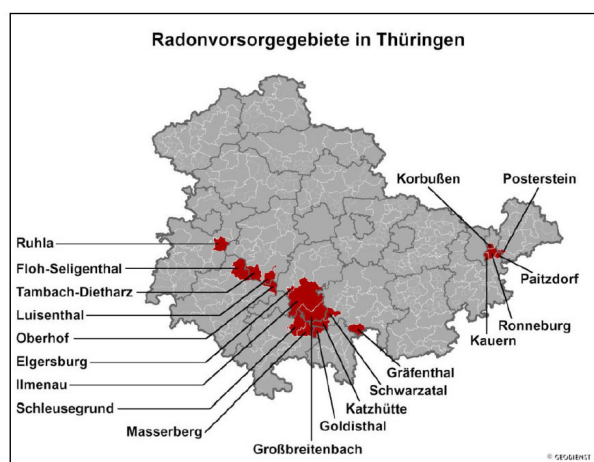 Radonvorsorgegebiete in Thüringen
Korbußen
Posterstein
Ruhla
Floh-Seligenthal
Tambach-Dietharz
Luisenthal
Oberhof
Elgersburg
Ilmenau
Schleusegrund
Masserberg
Großbreitenbach
Goldisthal
Katzhütte
Schwarzatal
Gräfenthal
Kauern
Ronneburg
Paitzdorf
© GEODIENST